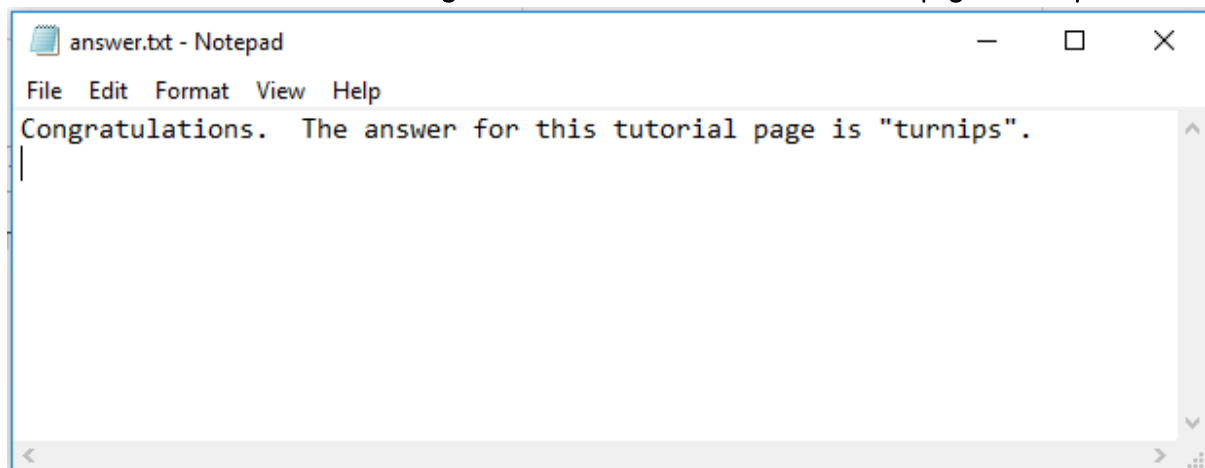 answer.txt - Notepad
File Edit Format View Help
Congratulations.  The answer for this tutorial page is "turnips".